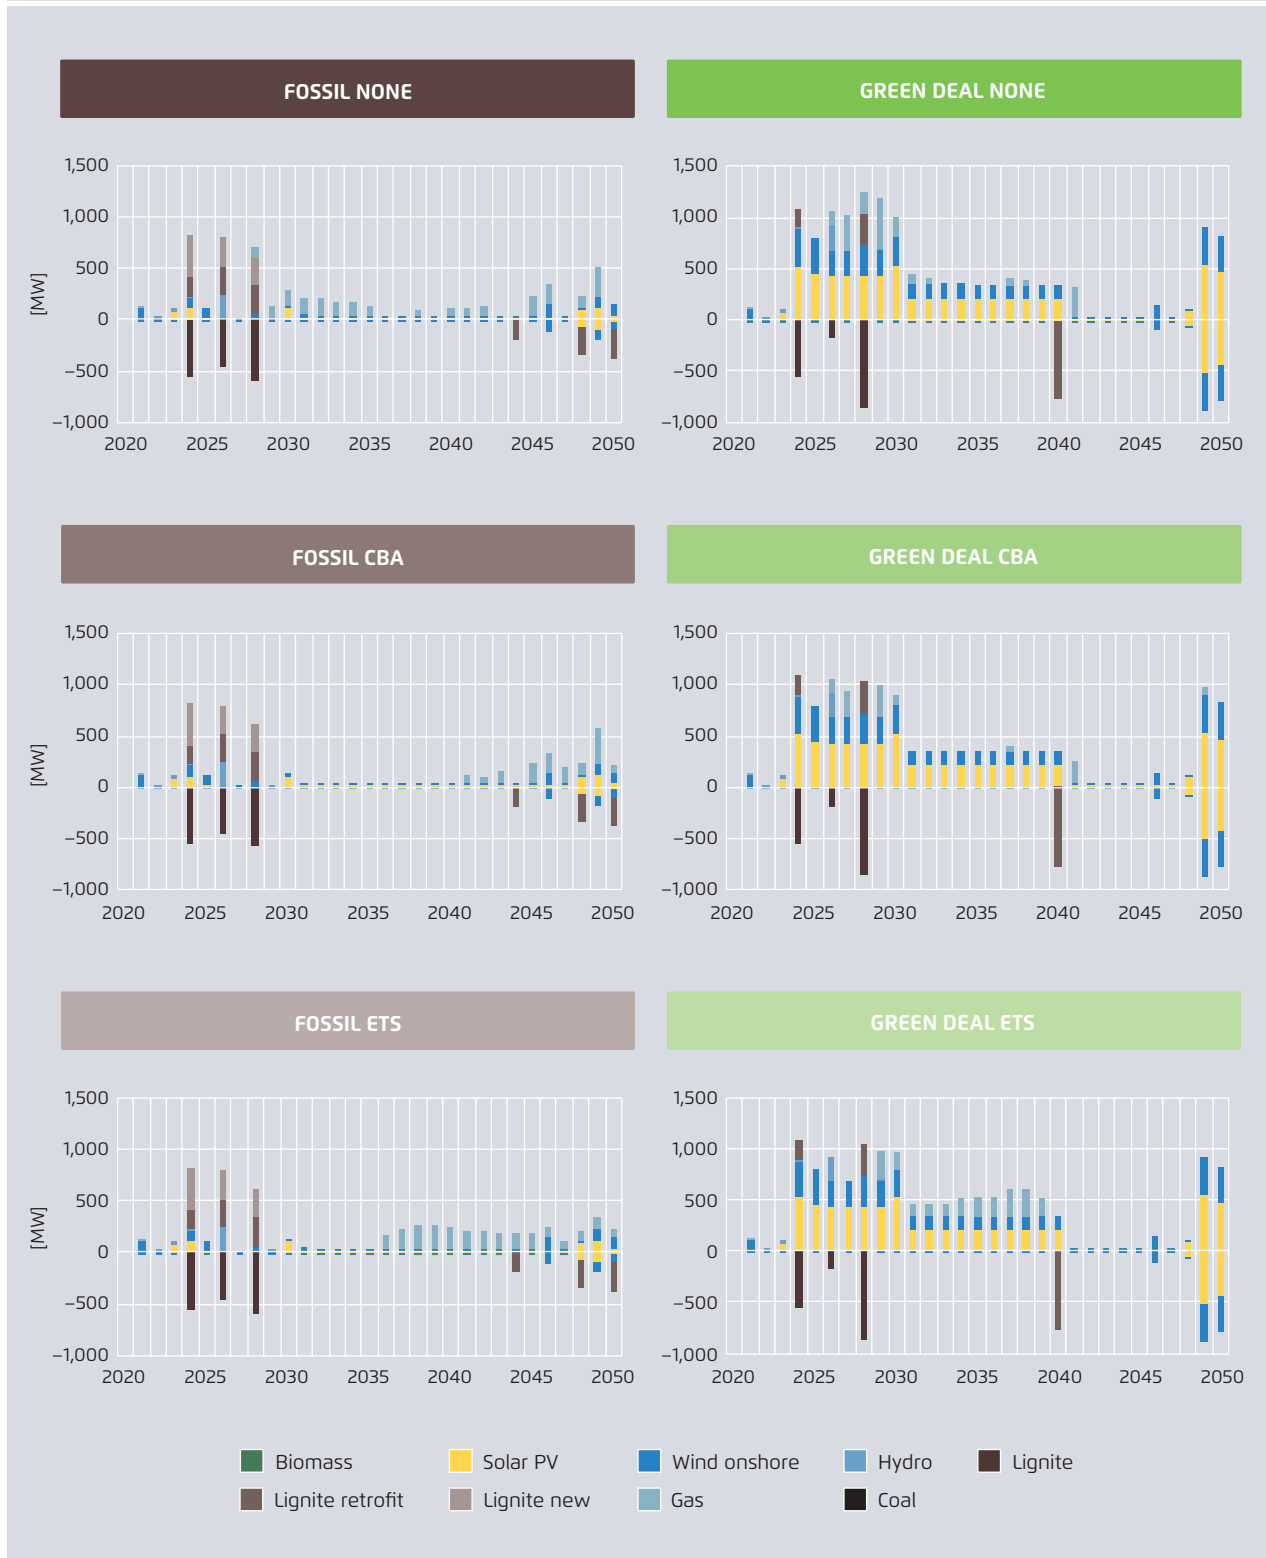 FOSSIL NONE
GREEN DEAL NONE
[MW]
1,500
1,000
500
0
–500
–1,000
2020 2025 2030 2035 2040 2045 2050
1,500
1,000
500
0
–500
–1,000
2020 2025 2030 2035 2040 2045 2050
FOSSIL CBA
GREEN DEAL CBA
[MW]
1,500
1,000
500
0
–500
–1,000
2020 2025 2030 2035 2040 2045 2050
1,500
1,000
500
0
–500
–1,000
2020 2025 2030 2035 2040 2045 2050
FOSSIL ETS
GREEN DEAL ETS
[MW]
1,500
1,000
500
0
–500
–1,000
2020 2025 2030 2035 2040 2045 2050
1,500
1,000
500
0
–500
–1,000
2020 2025 2030 2035 2040 2045 2050
Biomass Solar PV Wind onshore Hydro Lignite
Lignite retrofit Lignite new Gas Coal